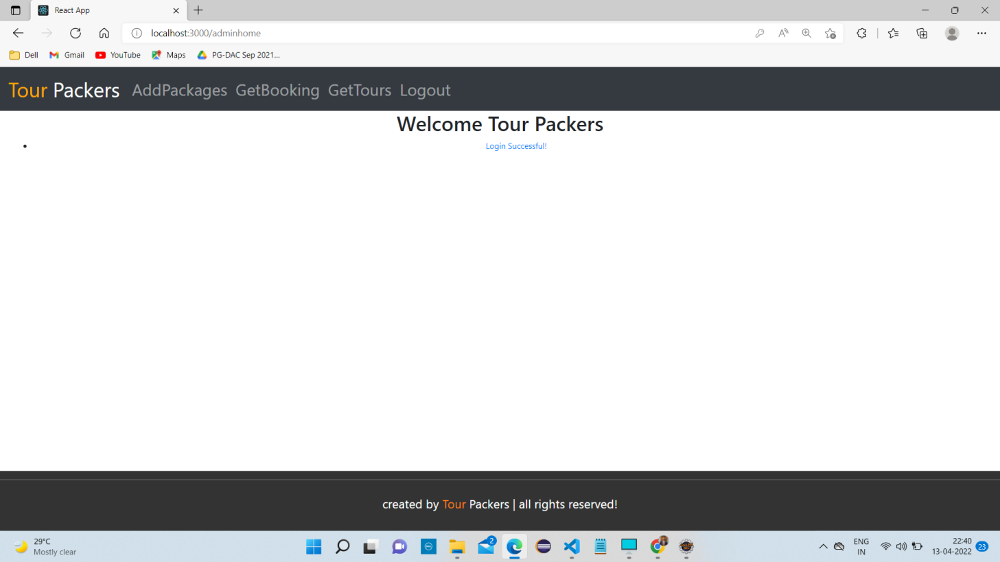 React App
localhost:3000/adminhome
Dell Gmail YouTube Maps PG-DAC Sep 2021...
Tour Packers AddPackages GetBooking GetTours Logout
Welcome Tour Packers
• Login Successful!
created by Tour Packers | all rights reserved!
29°C
Mostly clear
2
ENG
IN
22:40
13-04-2022
23